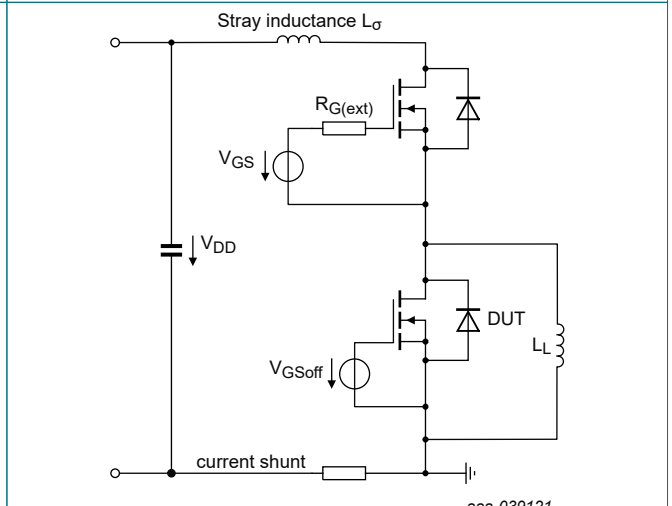 Stray inductance Lσ
RG(ext)
VGS
VDD
DUT
LL
VGSoff
current shunt